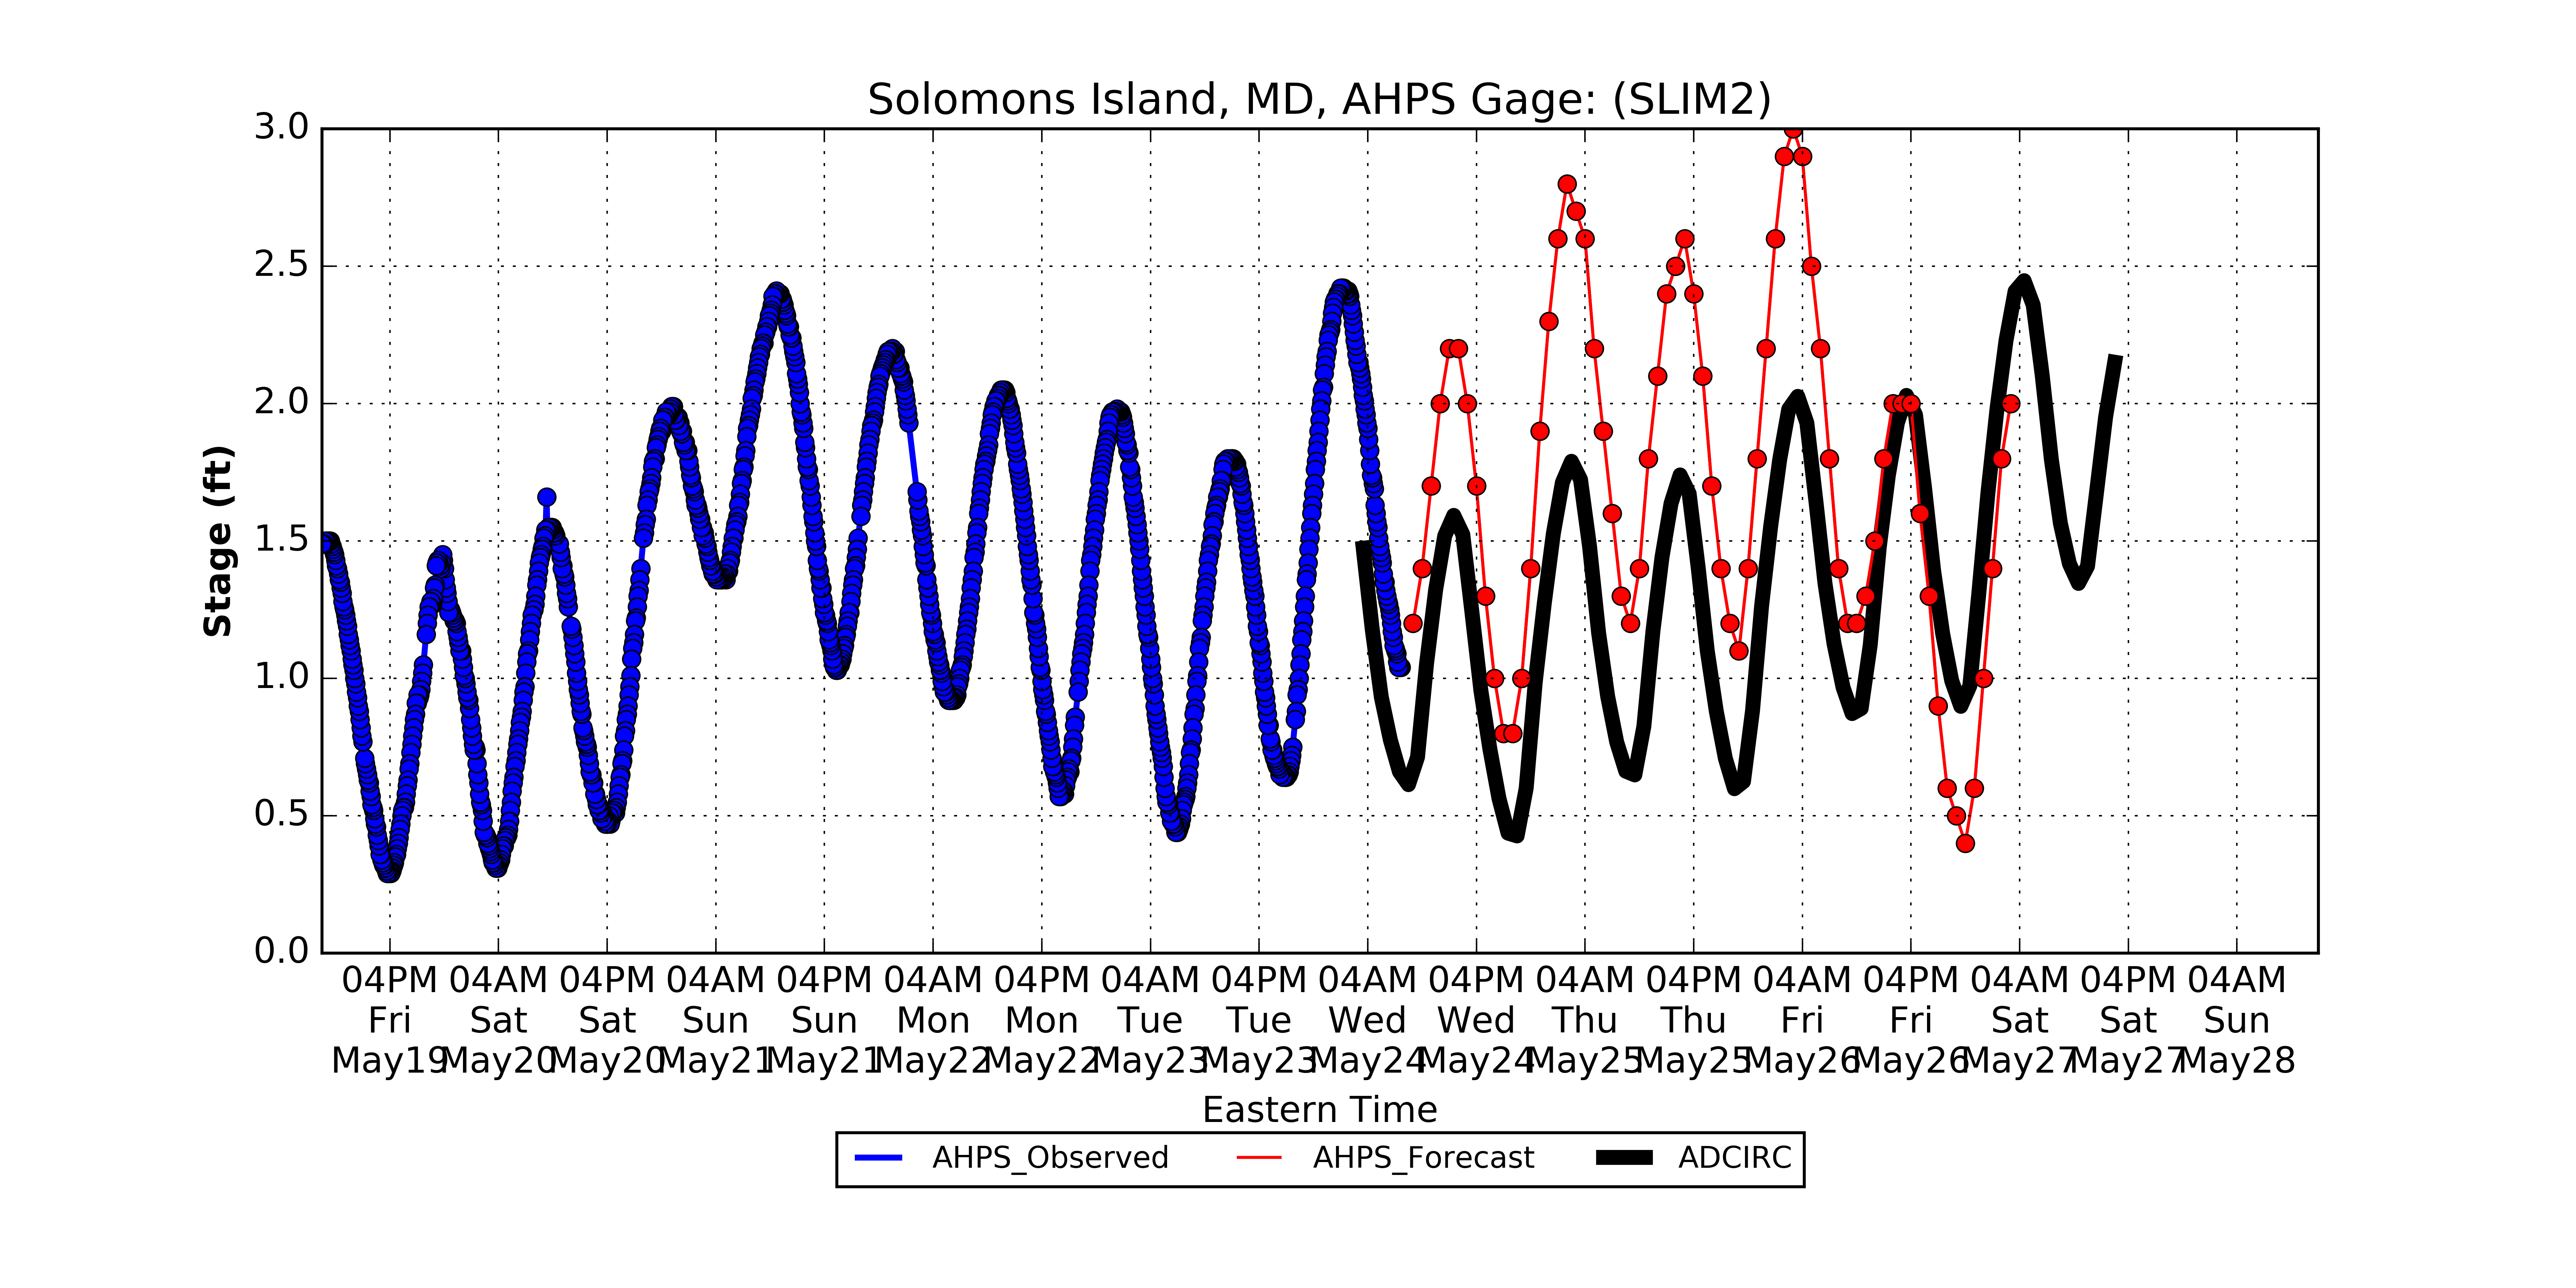 Solomons Island, MD, AHPS Gage: (SLIM2)
3.0
2.5
2.0
1.5
1.0
0.5
0.0
Stage (ft)
04PM 04AM 04PM 04AM 04PM 04AM 04PM 04AM 04PM 04AM 04PM 04AM 04PM 04AM 04PM 04AM 04PM 04AM
Fri Sat Sat Sun Sun Mon Mon Tue Tue Wed Wed Thu Thu Fri Fri Sat Sat Sun
May19 May20 May20 May21 May21 May22 May22 May23 May23 May24 May24 May25 May25 May26 May26 May27 May27 May28
Eastern Time
AHPS_Observed AHPS_Forecast ADCIRC